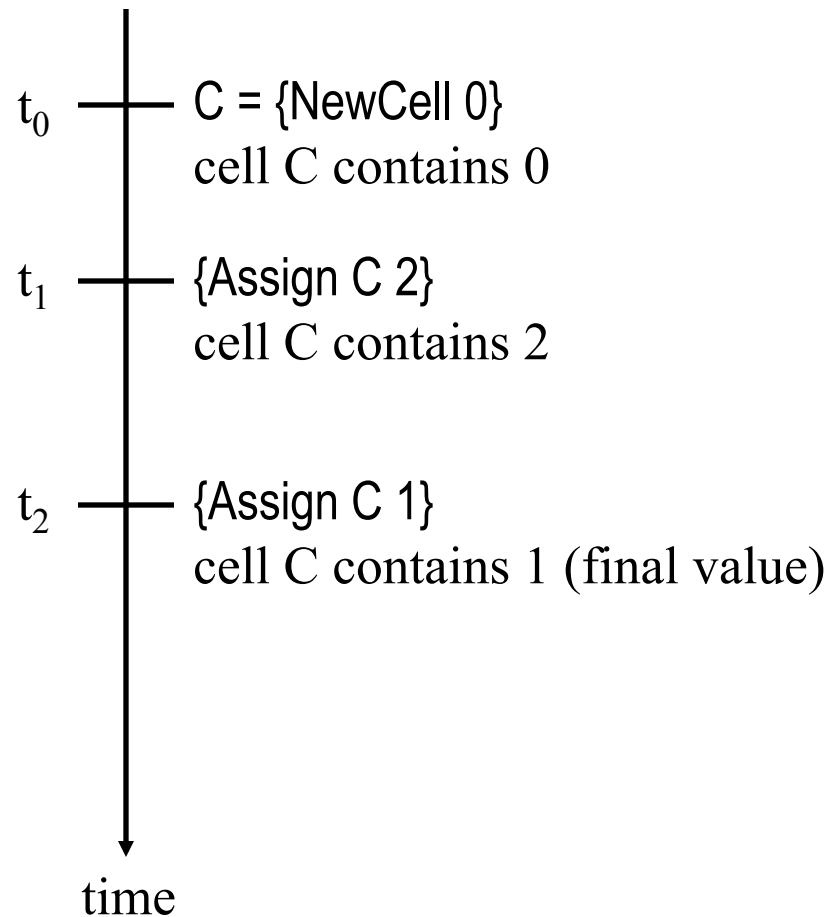 t₀ C = {NewCell 0}
cell C contains 0
t₁ {Assign C 2}
cell C contains 2
t₂ {Assign C 1}
cell C contains 1 (final value)
time